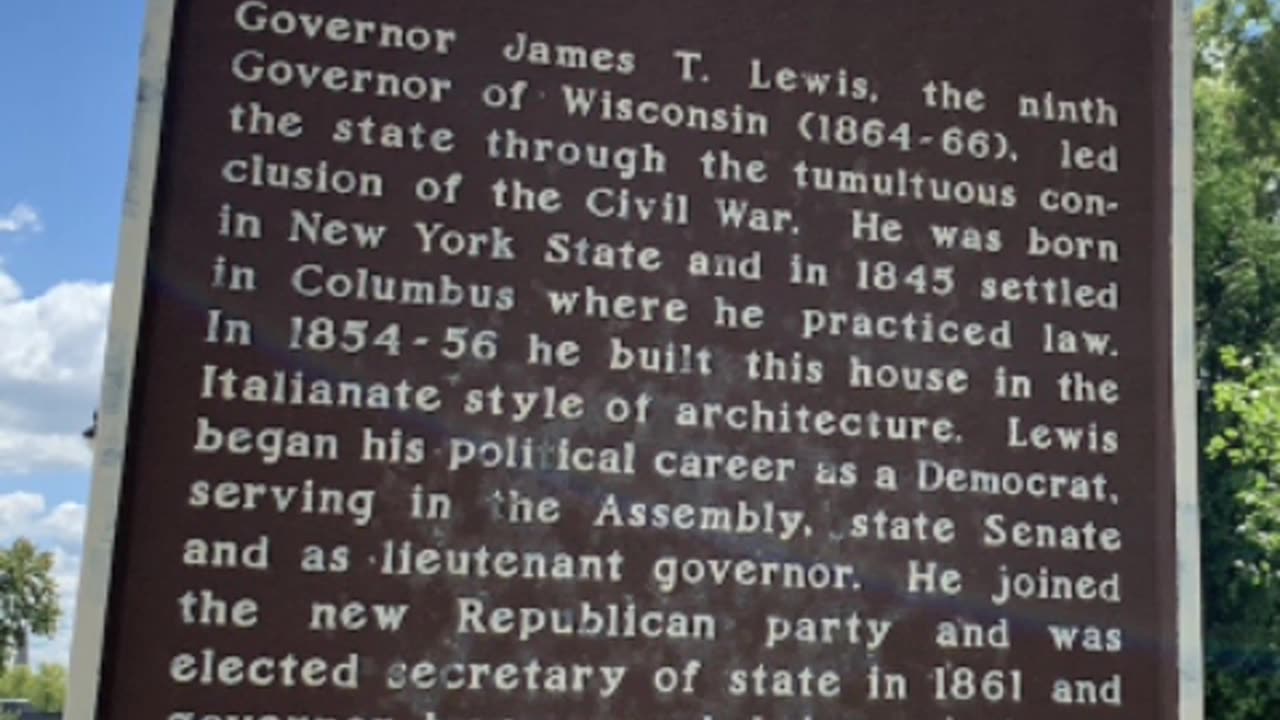 Governor James T. Lewis, the ninth
Governor of Wisconsin (1864-66), led
the state through the tumultuous con-
clusion of the Civil War. He was born
in New York State and in 1845 settled
in Columbus where he practiced law.
In 1854-56 he built this house in the
Italianate style of architecture. Lewis
began his political career as a Democrat,
serving in the Assembly, state Senate
and as lieutenant governor. He joined
the new Republican party and was
elected secretary of state in 1861 and
governor